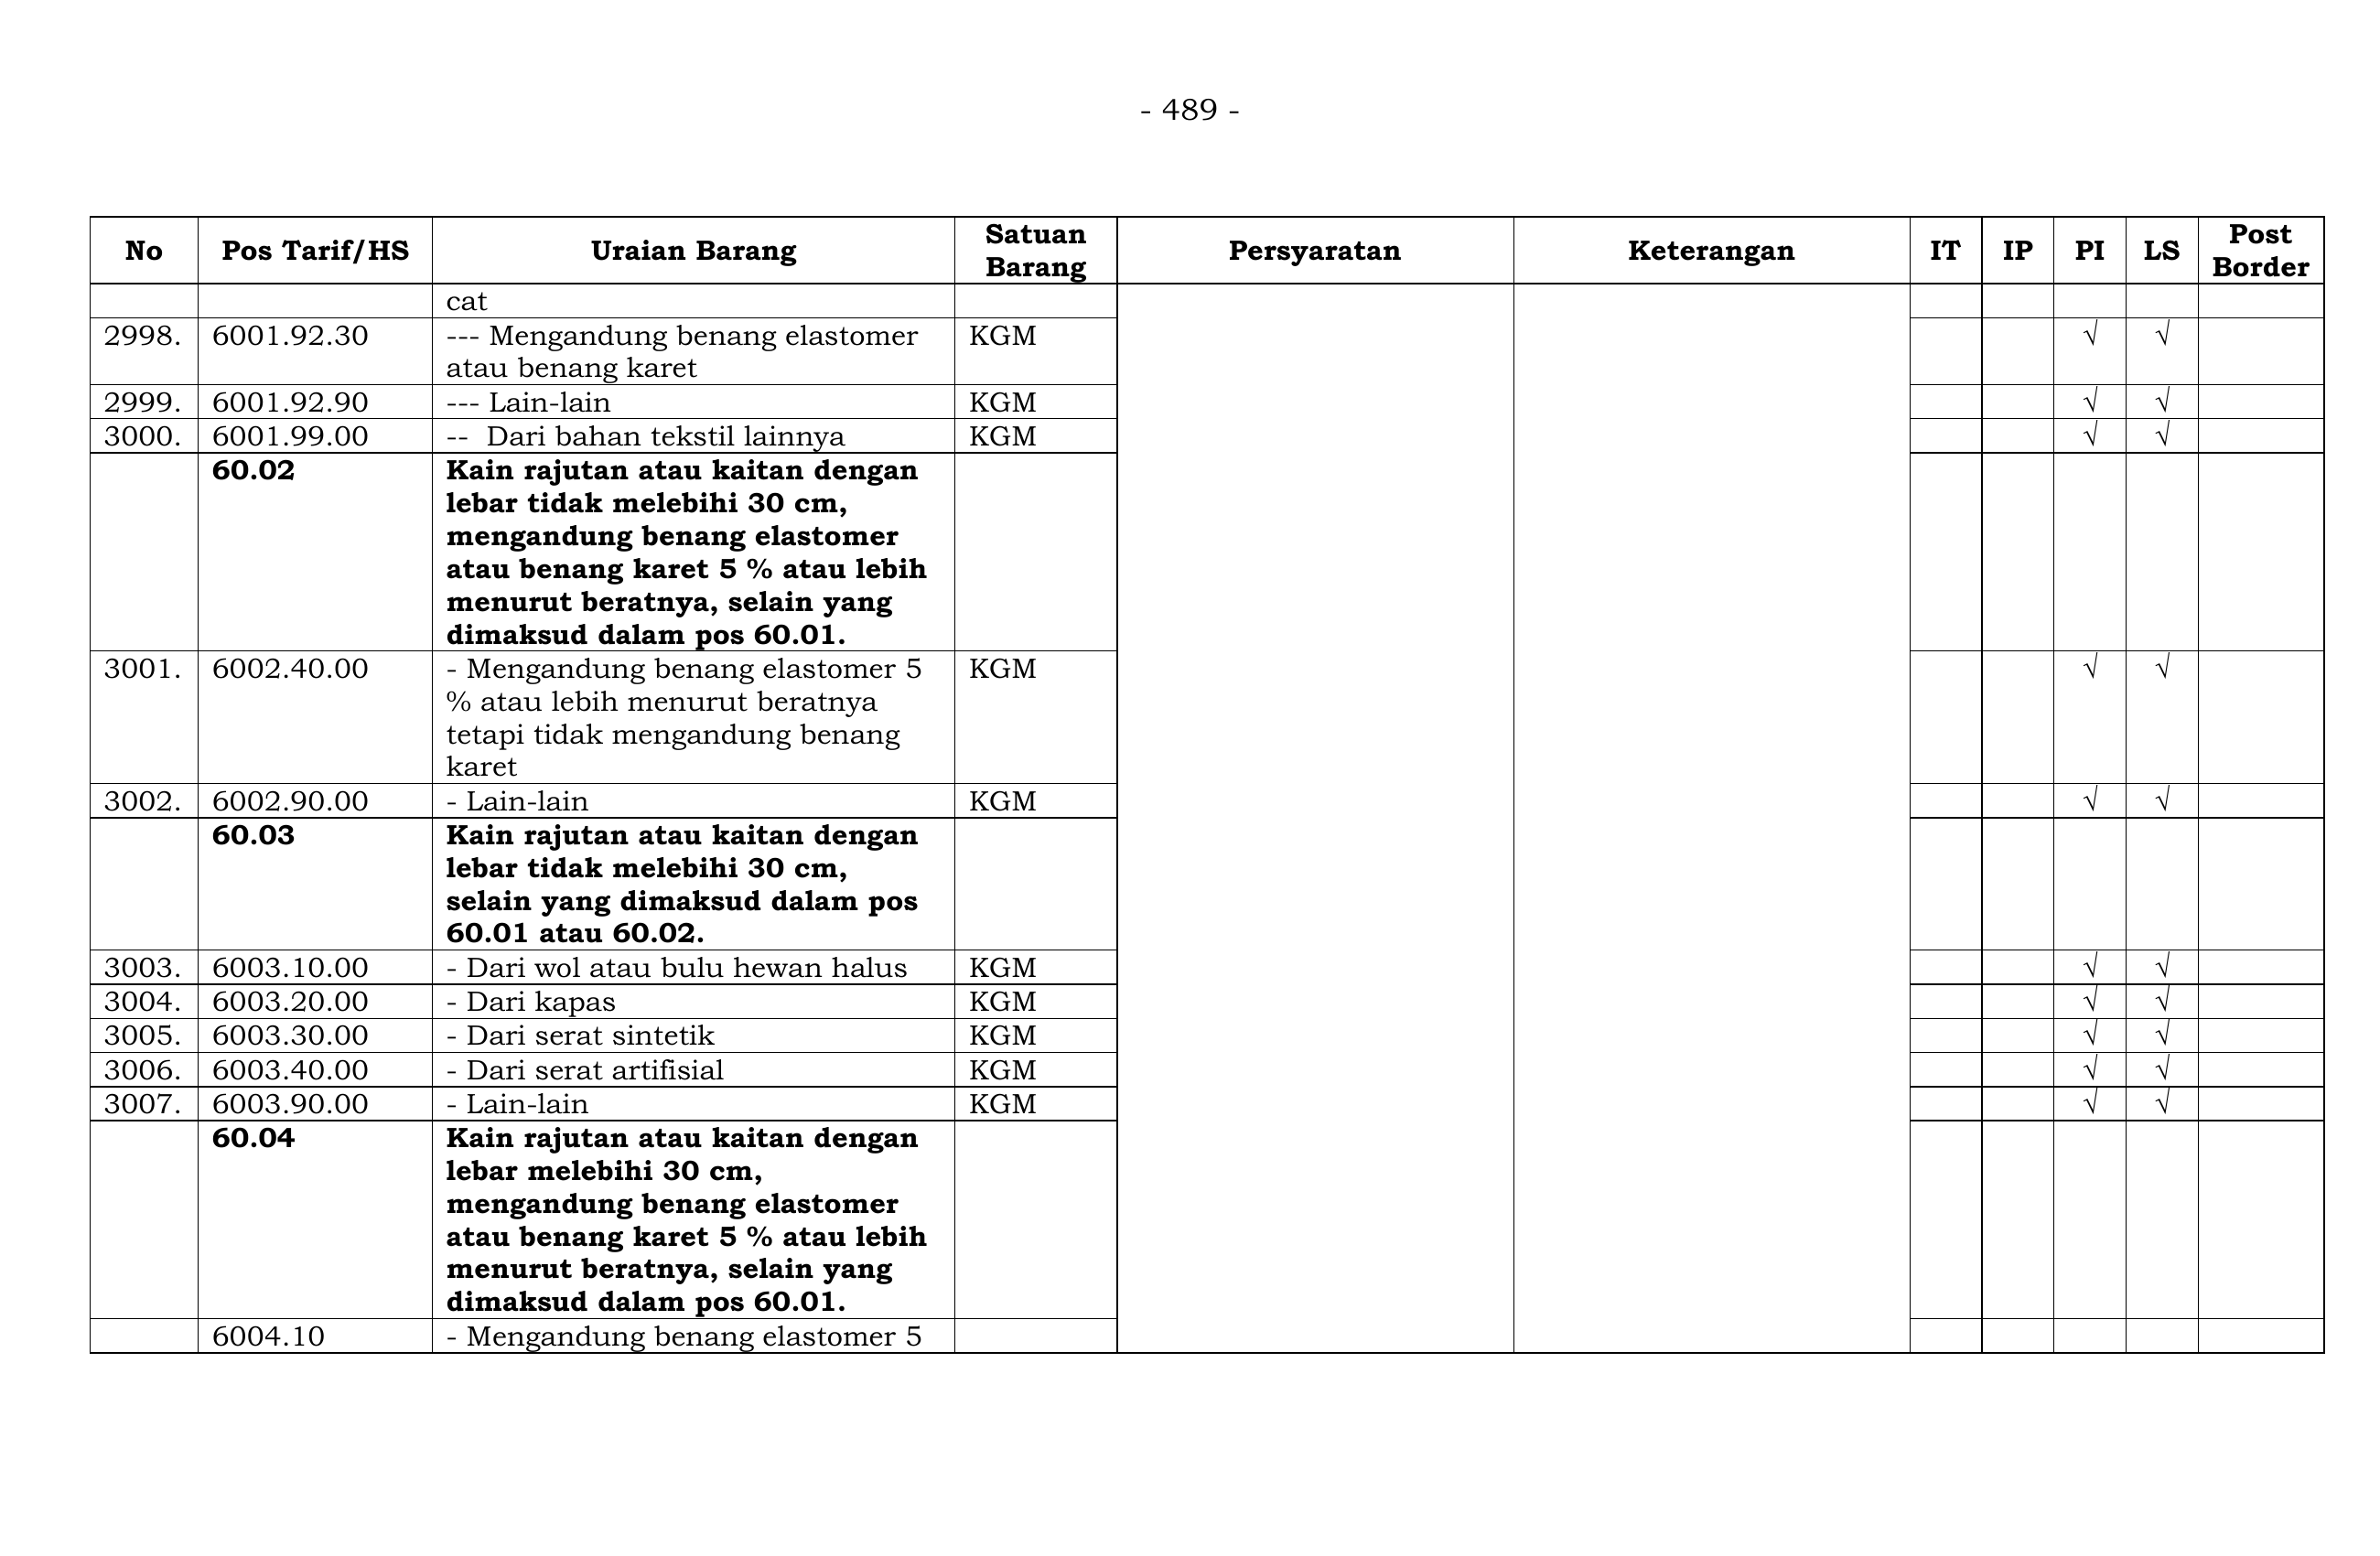 - 489 -
No Pos Tarif/HS Uraian Barang Satuan Barang Persyaratan Keterangan IT IP PI LS Post Border
cat
2998. 6001.92.30 --- Mengandung benang elastomer KGM √ √
atau benang karet
2999. 6001.92.90 --- Lain-lain KGM √ √
3000. 6001.99.00 -- Dari bahan tekstil lainnya KGM √ √
60.02 Kain rajutan atau kaitan dengan
lebar tidak melebihi 30 cm,
mengandung benang elastomer
atau benang karet 5 % atau lebih
menurut beratnya, selain yang
dimaksud dalam pos 60.01.
3001. 6002.40.00 - Mengandung benang elastomer 5 KGM √ √
% atau lebih menurut beratnya
tetapi tidak mengandung benang
karet
3002. 6002.90.00 - Lain-lain KGM √ √
60.03 Kain rajutan atau kaitan dengan
lebar tidak melebihi 30 cm,
selain yang dimaksud dalam pos
60.01 atau 60.02.
3003. 6003.10.00 - Dari wol atau bulu hewan halus KGM √ √
3004. 6003.20.00 - Dari kapas KGM √ √
3005. 6003.30.00 - Dari serat sintetik KGM √ √
3006. 6003.40.00 - Dari serat artifisial KGM √ √
3007. 6003.90.00 - Lain-lain KGM √ √
60.04 Kain rajutan atau kaitan dengan
lebar melebihi 30 cm,
mengandung benang elastomer
atau benang karet 5 % atau lebih
menurut beratnya, selain yang
dimaksud dalam pos 60.01.
6004.10 - Mengandung benang elastomer 5